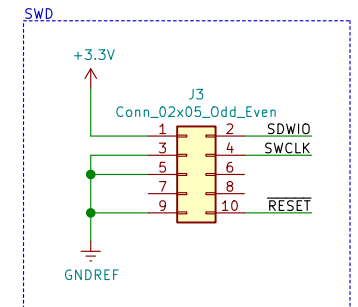 SWD
+3.3V
J3
Conn_02x05_Odd_Even
1 2 SDWIO
3 4 SWCLK
5 6
7 8
9 10 RESET
GNDREF